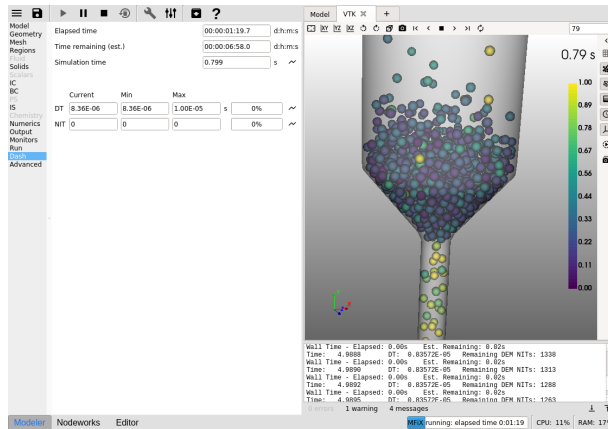 Model
Geometry
Mesh
Regions
Fluid
Solids
Scalars
IC
BC
PS
IS
Chemistry
Numerics
Output
Monitors
Run
Dash
Advanced
Elapsed time 00:00:01:19.7 d:h:m:s
Time remaining (est.) 00:00:06:58.0 d:h:m:s
Simulation time 0.799 s
Current Min Max
DT 8.36E-06 8.36E-06 1.00E-05 s 0%
NIT 0 0 0 0%
Model VTK +
XY YZ XZ 79
0.79 s
1.00
0.89
0.78
0.67
0.56
0.44
0.33
0.22
0.11
0.00
Y
X
Wall Time - Elapsed: 0.00s Est. Remaining: 0.02s
Time: 4.9888 DT: 0.83572E-05 Remaining DEM NITs: 1338
Wall Time - Elapsed: 0.00s Est. Remaining: 0.02s
Time: 4.9890 DT: 0.83572E-05 Remaining DEM NITs: 1313
Wall Time - Elapsed: 0.00s Est. Remaining: 0.02s
Time: 4.9892 DT: 0.83572E-05 Remaining DEM NITs: 1288
Wall Time - Elapsed: 0.00s Est. Remaining: 0.02s
Time: 4.9895 DT: 0.83572E-05 Remaining DEM NITs: 1263
0 errors 1 warning 4 messages
Modeler Nodeworks Editor
MFiX running: elapsed time 0:01:19 CPU: 11% RAM: 17%